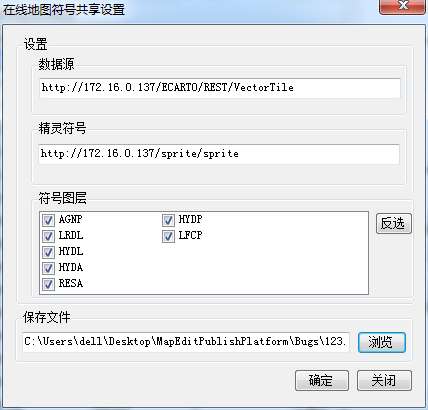 在线地图符号共享设置
设置
数据源
http://172.16.0.137/ECARTO/REST/VectorTile
精灵符号
http://172.16.0.137/sprite/sprite
符号图层
AGNP HYDP
LRDL LFCP
HYDL
HYDA
RESA
反选
保存文件
C:\Users\dell\Desktop\MapEditPublishPlatform\Bugs\123.
浏览
确定 关闭